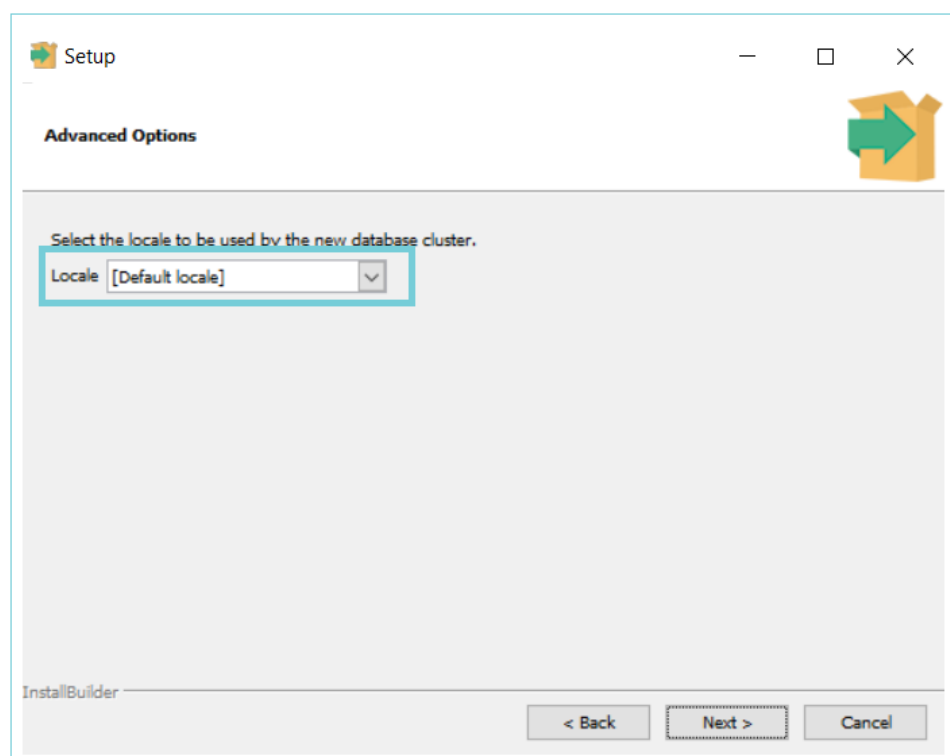 Setup
Advanced Options
Select the locale to be used by the new database cluster.
Locale [Default locale]
InstallBuilder
< Back Next > Cancel